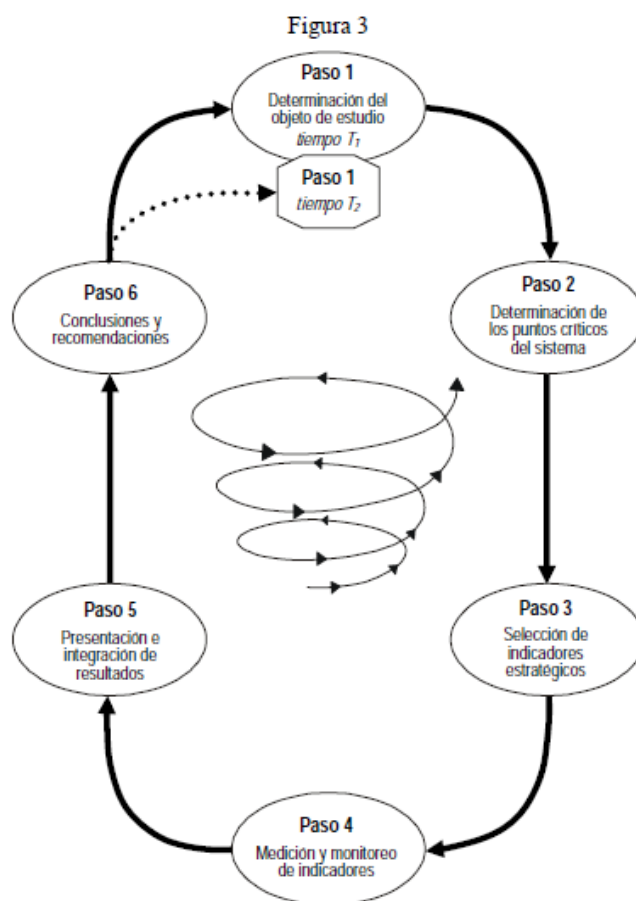 Figura 3
Paso 1
Determinación del
objeto de estudio
tiempo T₁
Paso 1
tiempo T₂
Paso 2
Determinación de
los puntos críticos
del sistema
Paso 3
Selección de
indicadores
estratégicos
Paso 4
Medición y monitoreo
de indicadores
Paso 5
Presentación e
integración de
resultados
Paso 6
Conclusiones y
recomendaciones